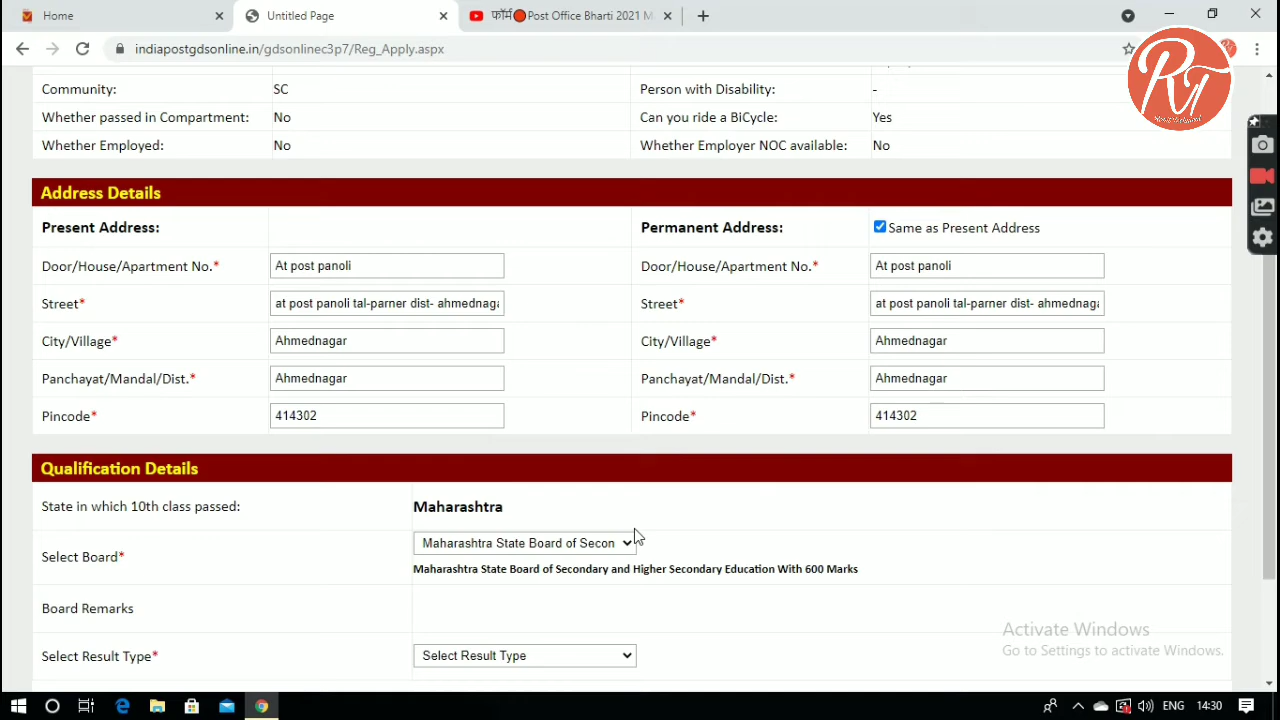 Home
Untitled Page
फॉर्म🔴Post Office Bharti 2021 M
indiapostgdsonline.in/gdsonlinec3p7/Reg_Apply.aspx
RT
Community: SC Person with Disability: -
Whether passed in Compartment: No Can you ride a BiCycle: Yes
Whether Employed: No Whether Employer NOC available: No
Address Details
Present Address: Permanent Address: Same as Present Address
Door/House/Apartment No.* At post panoli Door/House/Apartment No.* At post panoli
Street* at post panoli tal-parner dist- ahmednaga Street* at post panoli tal-parner dist- ahmednaga
City/Village* Ahmednagar City/Village* Ahmednagar
Panchayat/Mandal/Dist.* Ahmednagar Panchayat/Mandal/Dist.* Ahmednagar
Pincode* 414302 Pincode* 414302
Qualification Details
State in which 10th class passed: Maharashtra
Select Board* Maharashtra State Board of Secon
Maharashtra State Board of Secondary and Higher Secondary Education With 600 Marks
Board Remarks
Select Result Type* Select Result Type
Activate Windows
Go to Settings to activate Windows.
ENG 14:30